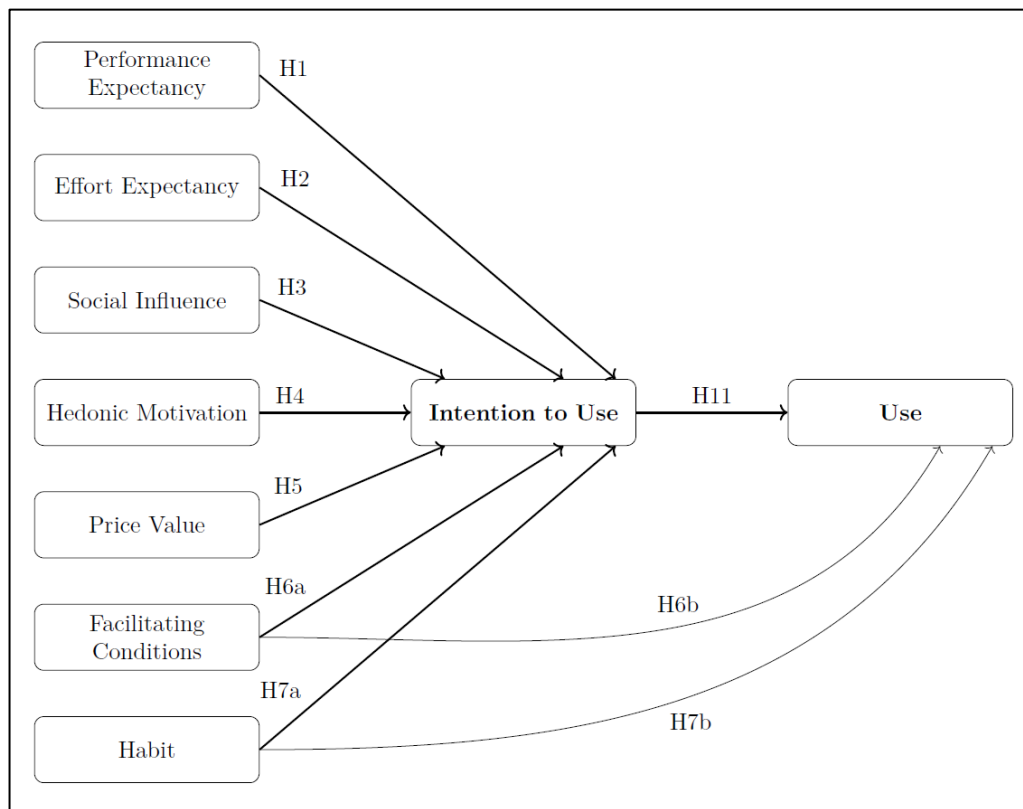 Performance
Expectancy
H1
Effort Expectancy
H2
Social Influence
H3
Hedonic Motivation
H4
Intention to Use
H11
Use
H5
Price Value
H6a
Facilitating
Conditions
H6b
H7a
Habit
H7b